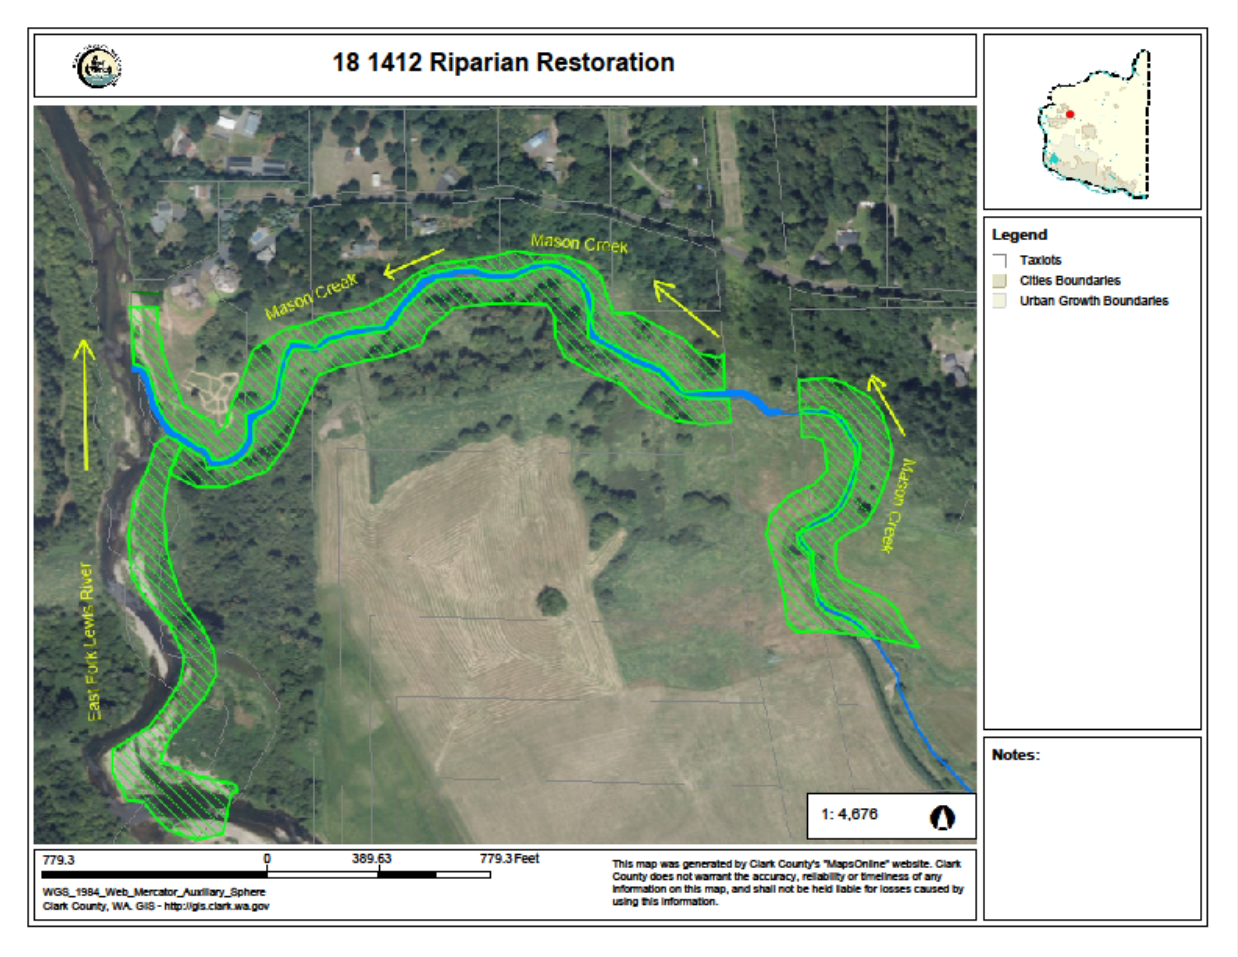 18 1412 Riparian Restoration
Mason Creek
Mason Creek
Mason Creek
East Fork Lewis River
Legend
Taxlots
Cities Boundaries
Urban Growth Boundaries
Notes:
1: 4,676
779.3 0 389.63 779.3 Feet
WGS_1984_Web_Mercator_Auxiliary_Sphere
Clark County, WA. GIS - http://gis.clark.wa.gov
This map was generated by Clark County's "MapsOnline" website. Clark
County does not warrant the accuracy, reliability or timeliness of any
information on this map, and shall not be held liable for losses caused by
using this information.